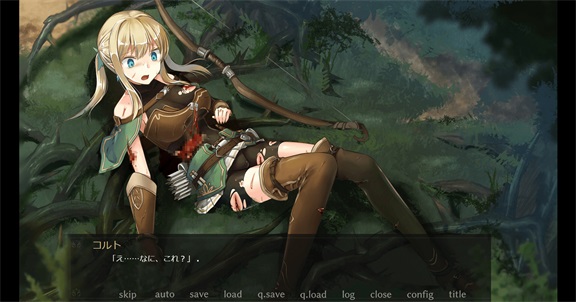 コルト
「え……なに、これ？」。
skip auto save load q.save q.load log close config title